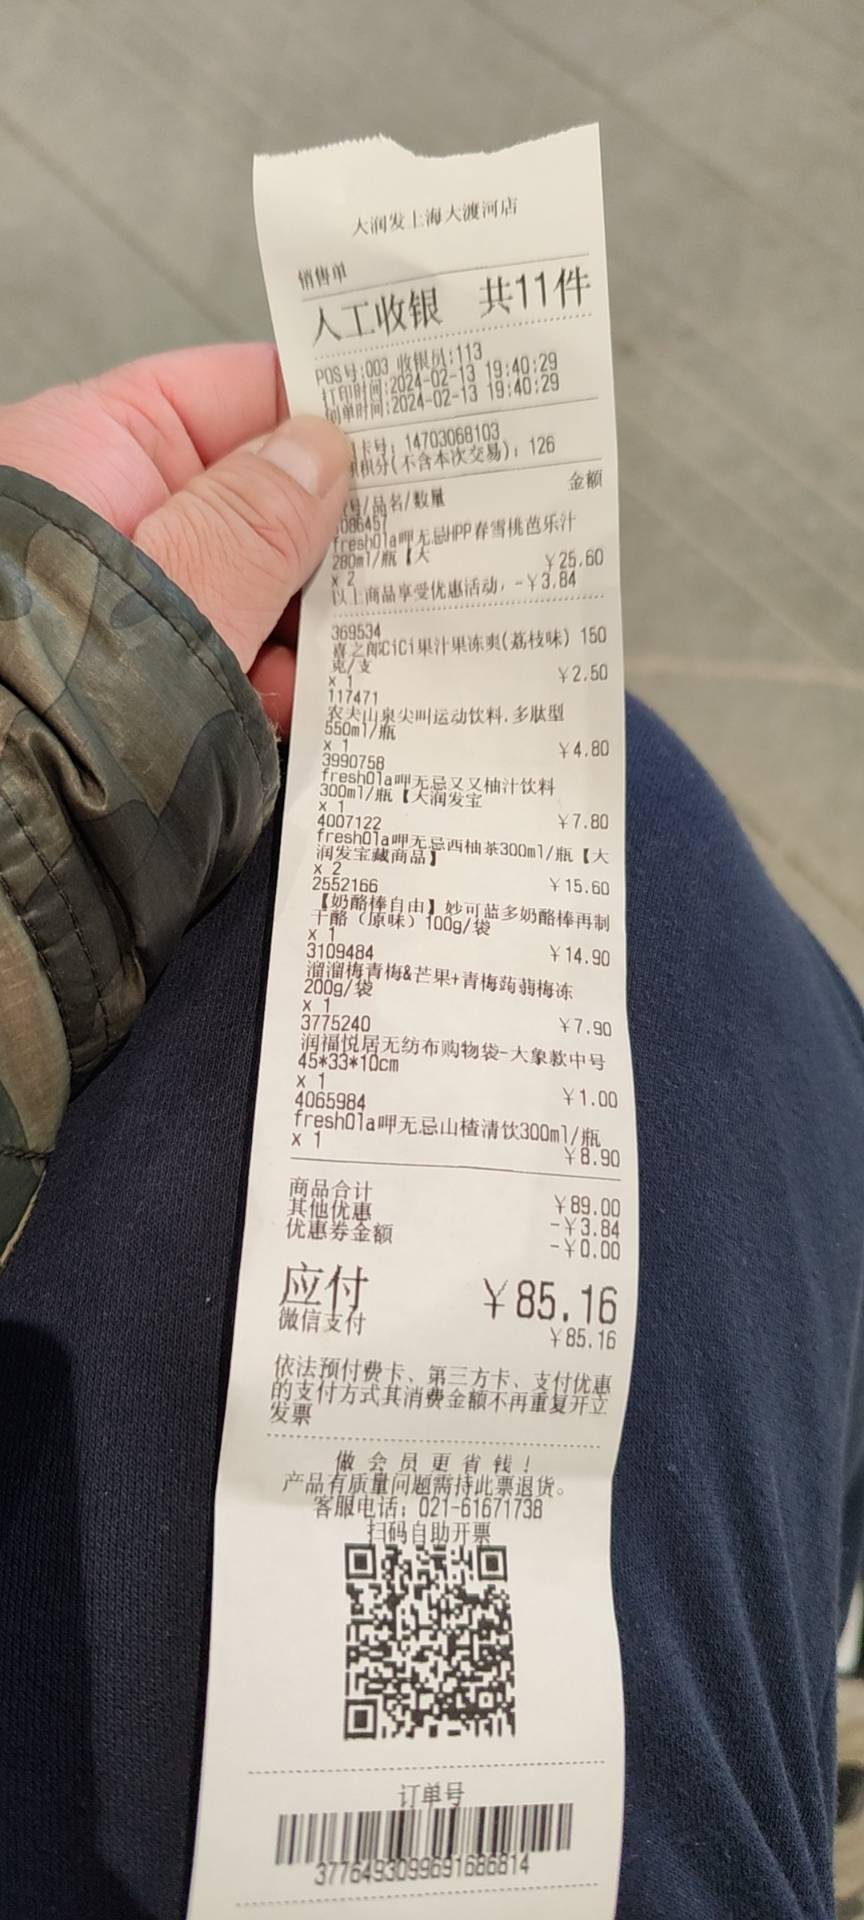 大润发上海大渡河店
销售单
人工收银 共11件
POS号:003 收银员:113
打印时间:2024-02-13 19:40:29
创单时间:2024-02-13 19:40:29
卡号: 14703068103
积分(不含本次交易): 126
号/品名/数量 金额
086457
freshOla呷无忌HPP春雪桃芭乐汁
280ml/瓶【大
x 2 ￥25.60
以上商品享受优惠活动, -￥3.84
369534
喜之郎CiCi果汁果冻爽(荔枝味) 150
克/支
x 1 ￥2.50
117471
农夫山泉尖叫运动饮料.多肽型
550ml/瓶
x 1 ￥4.80
3990758
freshOla呷无忌又又柚汁饮料
300ml/瓶【大润发宝
x 1 ￥7.80
4007122
freshOla呷无忌西柚茶300ml/瓶【大
润发宝藏商品】
x 2 ￥15.60
2552166
【奶酪棒自由】妙可蓝多奶酪棒再制
干酪（原味）100g/袋
x 1 ￥14.90
3109484
溜溜梅青梅&芒果+青梅蒟蒻梅冻
200g/袋
x 1 ￥7.90
3775240
润福悦居无纺布购物袋-大象款中号
45*33*10cm
x 1 ￥1.00
4065984
freshOla呷无忌山楂清饮300ml/瓶
x 1 ￥8.90
商品合计 ￥89.00
其他优惠 -￥3.84
优惠券金额 -￥0.00
应付 ￥85.16
微信支付 ￥85.16
依法预付费卡、第三方卡、支付优惠
的支付方式其消费金额不再重复开立
发票
做会员更省钱!
产品有质量问题需持此票退货。
客服电话: 021-61671738
扫码自助开票
订单号
3776493099691686814